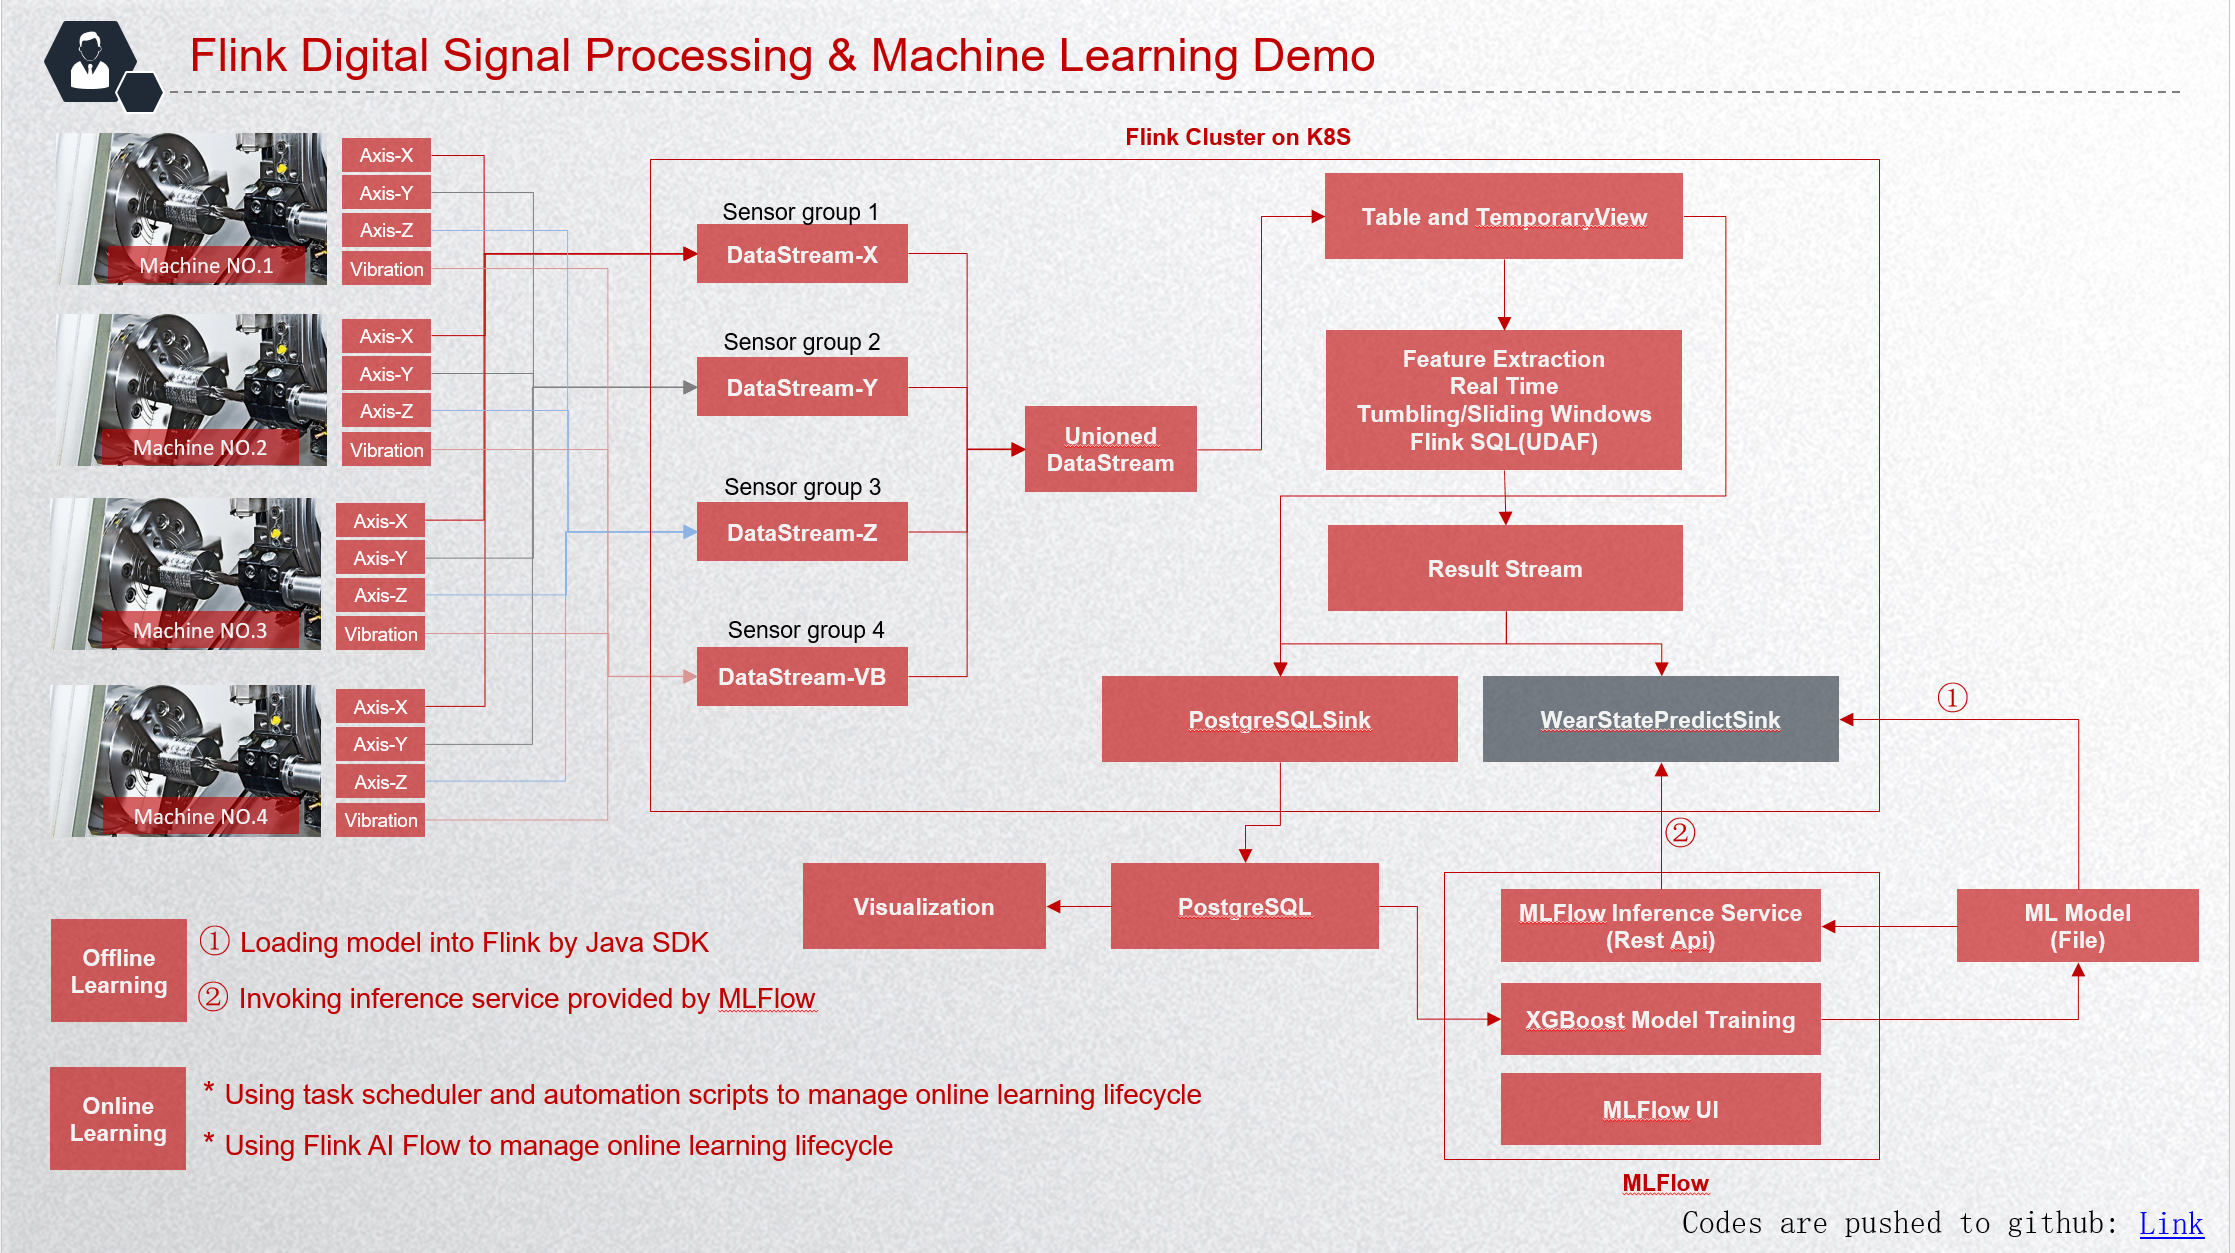 Flink Digital Signal Processing & Machine Learning Demo
Flink Cluster on K8S
Axis-X
Axis-Y
Axis-Z
Vibration
Machine NO.1
Axis-X
Axis-Y
Axis-Z
Vibration
Machine NO.2
Axis-X
Axis-Y
Axis-Z
Vibration
Machine NO.3
Axis-X
Axis-Y
Axis-Z
Vibration
Machine NO.4
Sensor group 1
DataStream-X
Sensor group 2
DataStream-Y
Sensor group 3
DataStream-Z
Sensor group 4
DataStream-VB
Unioned
DataStream
Table and TemporaryView
Feature Extraction
Real Time
Tumbling/Sliding Windows
Flink SQL(UDAF)
Result Stream
PostgreSQLSink
WearStatePredictSink
①
②
Visualization
PostgreSQL
MLFlow Inference Service
(Rest Api)
XGBoost Model Training
MLFlow UI
MLFlow
ML Model
(File)
Offline
Learning
① Loading model into Flink by Java SDK
② Invoking inference service provided by MLFlow
Online
Learning
* Using task scheduler and automation scripts to manage online learning lifecycle
* Using Flink AI Flow to manage online learning lifecycle
Codes are pushed to github: Link